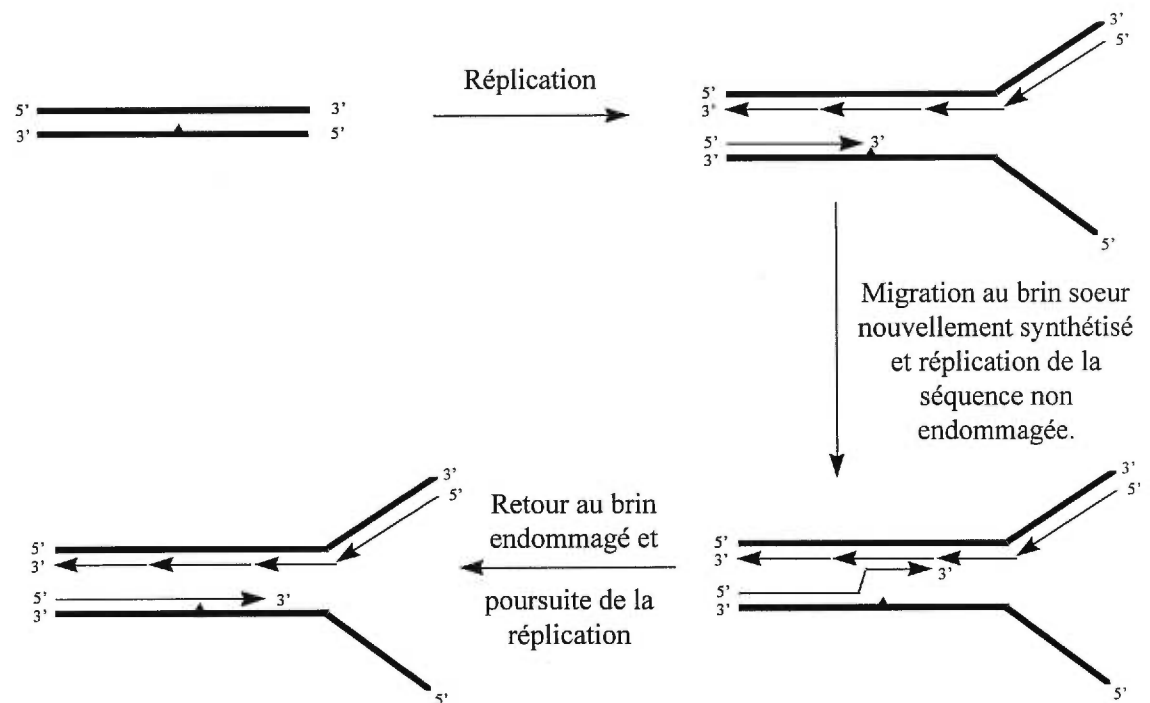 Réplication
5’ 3’
3’ 5’
3’
5’
5’
3’
5’ 3’
3’
5’
Migration au brin soeur
nouvellement synthétisé
et réplication de la
séquence non
endommagée.
3’
5’
5’
3’
5’ 3’
3’
5’
Retour au brin
endommagé et
poursuite de la
réplication
3’
5’
5’
3’
3’
5’
3’
5’